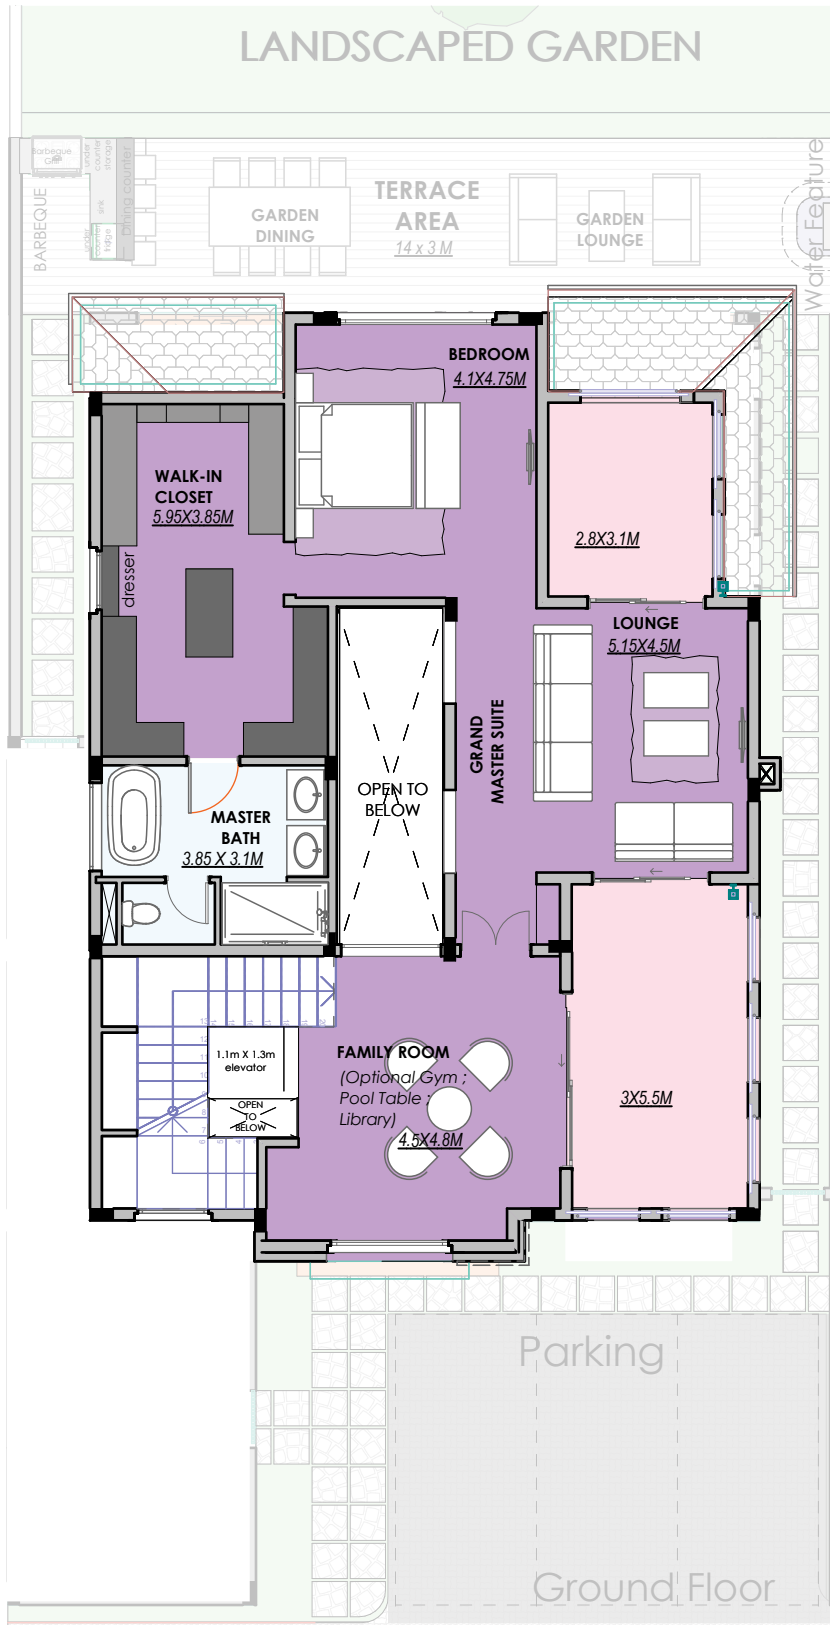 LANDSCAPED GARDEN
Barbeque
Grill
under
counter
storage
sink
under
counter
fridge
Dining counter
BARBEQUE
GARDEN
DINING
TERRACE
AREA
14 x 3 M
GARDEN
LOUNGE
Water Feature
BEDROOM
4.1X4.75M
WALK-IN
CLOSET
5.95X3.85M
dresser
2.8X3.1M
LOUNGE
5.15X4.5M
GRAND
MASTER SUITE
OPEN TO
BELOW
MASTER
BATH
3.85 X 3.1M
1.1m X 1.3m
elevator
OPEN
TO
BELOW
FAMILY ROOM
(Optional Gym ;
Pool Table ;
Library)
4.5X4.8M
3X5.5M
Parking
Ground Floor